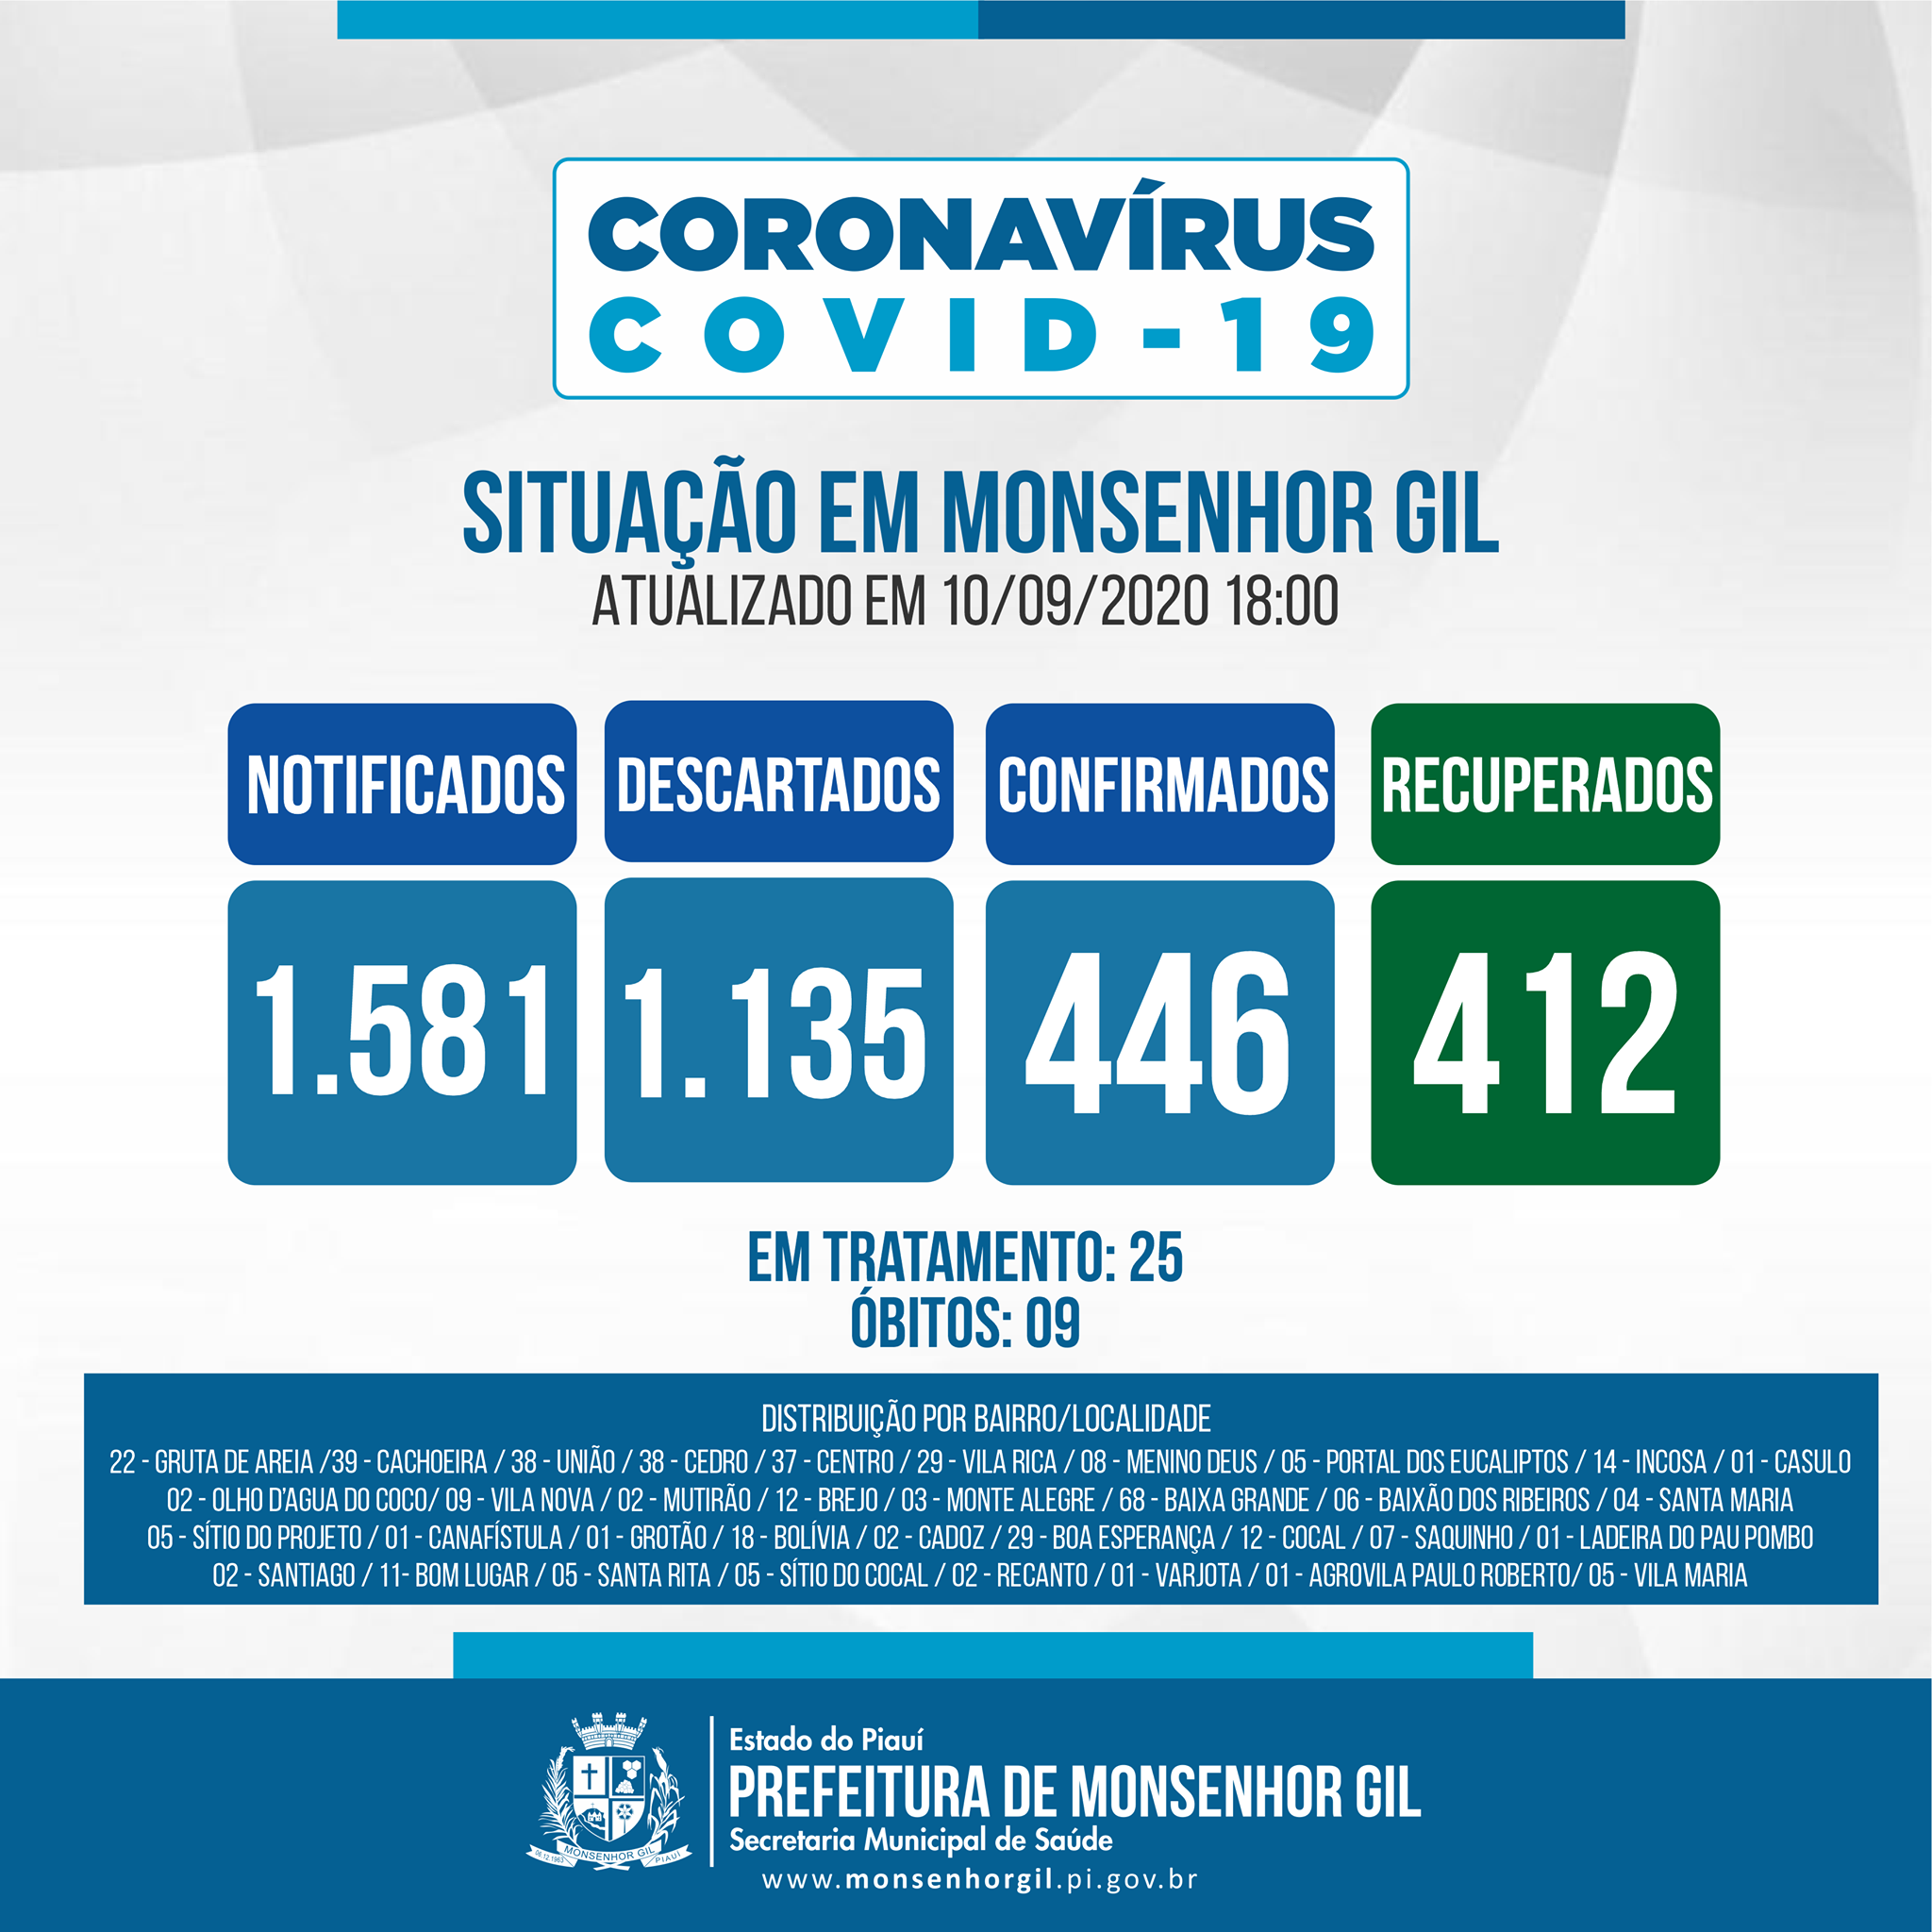 CORONAVÍRUS
COVID-19
SITUAÇÃO EM MONSENHOR GIL
ATUALIZADO EM 10/09/2020 18:00
NOTIFICADOS DESCARTADOS CONFIRMADOS RECUPERADOS
1.581 1.135 446 412
EM TRATAMENTO: 25
ÓBITOS: 09
DISTRIBUIÇÃO POR BAIRRO/LOCALIDADE
22 - GRUTA DE AREIA /39 - CACHOEIRA / 38 - UNIÃO / 38 - CEDRO / 37 - CENTRO / 29 - VILA RICA / 08 - MENINO DEUS / 05 - PORTAL DOS EUCALIPTOS / 14 - INCOSA / 01 - CASULO
02 - OLHO D'AGUA DO COCO/ 09 - VILA NOVA / 02 - MUTIRÃO / 12 - BREJO / 03 - MONTE ALEGRE / 68 - BAIXA GRANDE / 06 - BAIXÃO DOS RIBEIROS / 04 - SANTA MARIA
05 - SÍTIO DO PROJETO / 01 - CANAFÍSTULA / 01 - GROTÃO / 18 - BOLÍVIA / 02 - CADOZ / 29 - BOA ESPERANÇA / 12 - COCAL / 07 - SAQUINHO / 01 - LADEIRA DO PAU POMBO
02 - SANTIAGO / 11- BOM LUGAR / 05 - SANTA RITA / 05 - SÍTIO DO COCAL / 02 - RECANTO / 01 - VARJOTA / 01 - AGROVILA PAULO ROBERTO/ 05 - VILA MARIA
Estado do Piauí
PREFEITURA DE MONSENHOR GIL
Secretaria Municipal de Saúde
www.monsenhorgil.pi.gov.br
06.12.1963 MONSENHOR GIL PIAUÍ